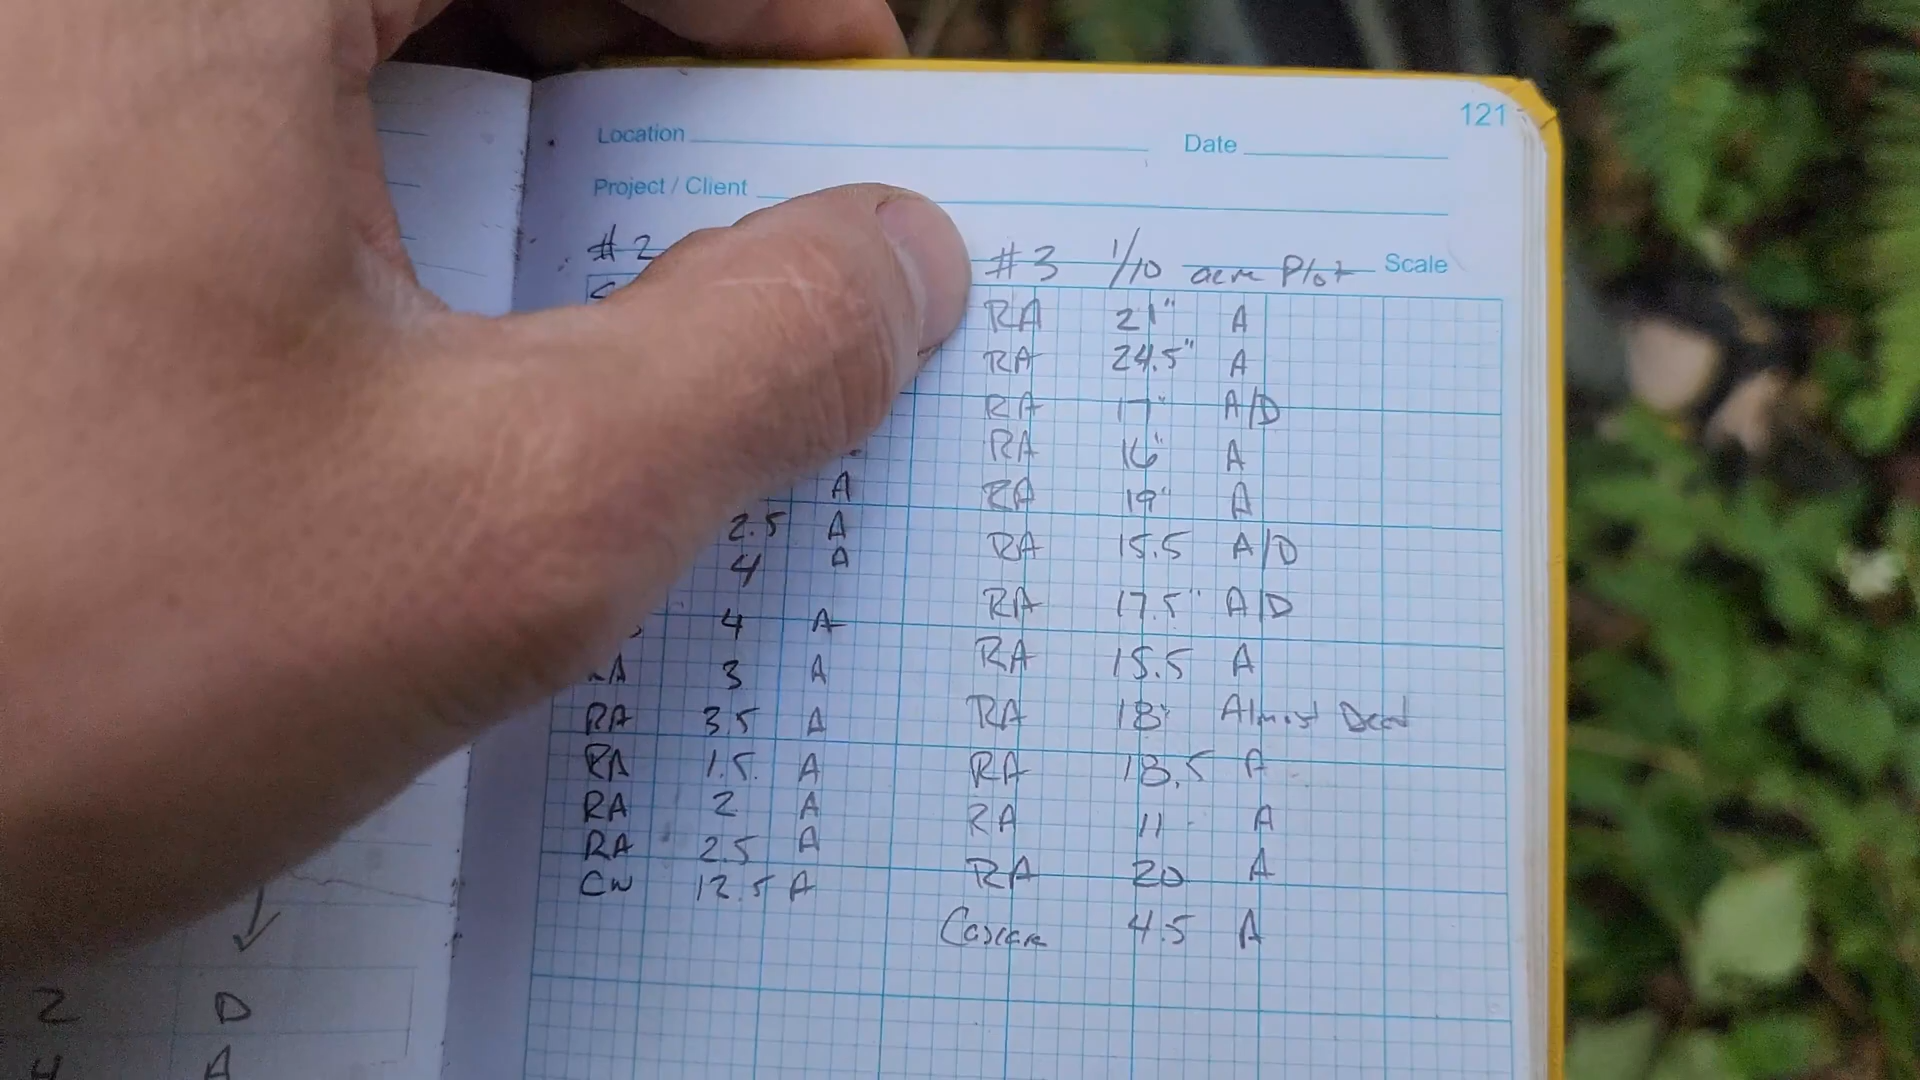 121
Location Date
Project / Client
#2
#3 1/10 acre Plot Scale
RA 21" A
RA 24.5" A
RA 17" A/D
RA 16" A
RA 19" A
RA 15.5 A/D
RA 17.5" A/D
RA 15.5 A
RA 18" Almost Dead
RA 18.5 A
RA 11 A
RA 20 A
Cascara 4.5 A
A
2.5 A
4 A
4 A
RA 3 A
RA 3.5 A
RA 1.5 A
RA 2 A
RA 2.5 A
CW 12.5 A
2 D
4 A